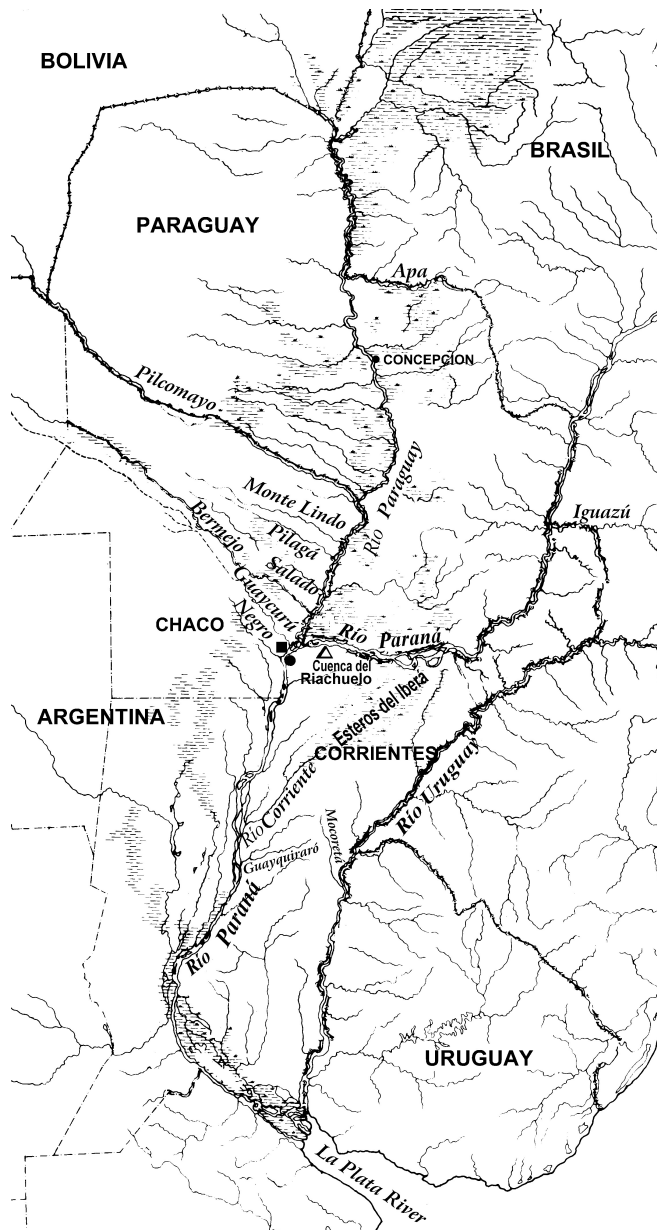 BOLIVIA
BRASIL
PARAGUAY
Apa
CONCEPCION
Pilcomayo
Río Paraguay
Monte Lindo
Iguazú
Bermejo
Pilagá
Salado
Guaycurú
Negro
CHACO
Río Paraná
Cuenca del
Riachuelo
Esteros del Iberá
ARGENTINA
CORRIENTES
Río Uruguay
Río Corriente
Mocoretá
Guayquiraró
Río Paraná
URUGUAY
La Plata River